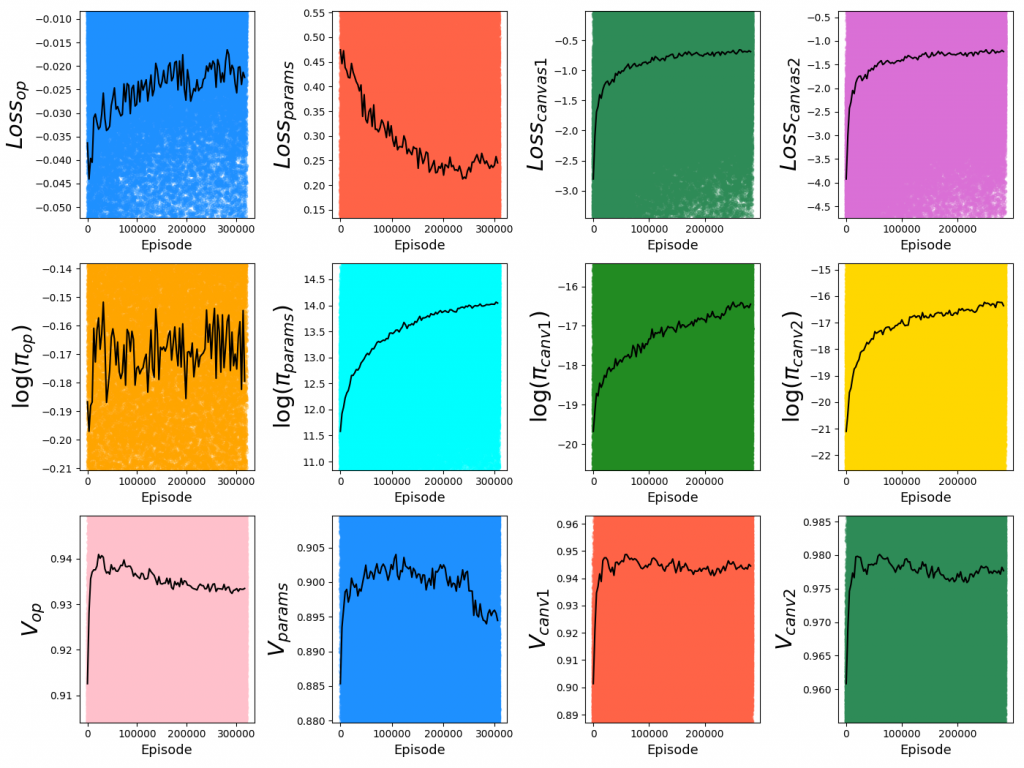 Loss_op
−0.010
−0.015
−0.020
−0.025
−0.030
−0.035
−0.040
−0.045
−0.050
0 100000 200000 300000
Episode
Loss_params
0.55
0.50
0.45
0.40
0.35
0.30
0.25
0.20
0.15
0 100000 200000 300000
Episode
Loss_canvas1
−0.5
−1.0
−1.5
−2.0
−2.5
−3.0
0 100000 200000
Episode
Loss_canvas2
−0.5
−1.0
−1.5
−2.0
−2.5
−3.0
−3.5
−4.0
−4.5
0 100000 200000
Episode
log(π_op)
−0.14
−0.15
−0.16
−0.17
−0.18
−0.19
−0.20
−0.21
0 100000 200000 300000
Episode
log(π_params)
14.5
14.0
13.5
13.0
12.5
12.0
11.5
11.0
0 100000 200000 300000
Episode
log(π_canv1)
−16
−17
−18
−19
−20
0 100000 200000
Episode
log(π_canv2)
−15
−16
−17
−18
−19
−20
−21
−22
0 100000 200000
Episode
V_op
0.94
0.93
0.92
0.91
0 100000 200000 300000
Episode
V_params
0.905
0.900
0.895
0.890
0.885
0.880
0 100000 200000 300000
Episode
V_canv1
0.96
0.95
0.94
0.93
0.92
0.91
0.90
0.89
0 100000 200000
Episode
V_canv2
0.985
0.980
0.975
0.970
0.965
0.960
0 100000 200000
Episode